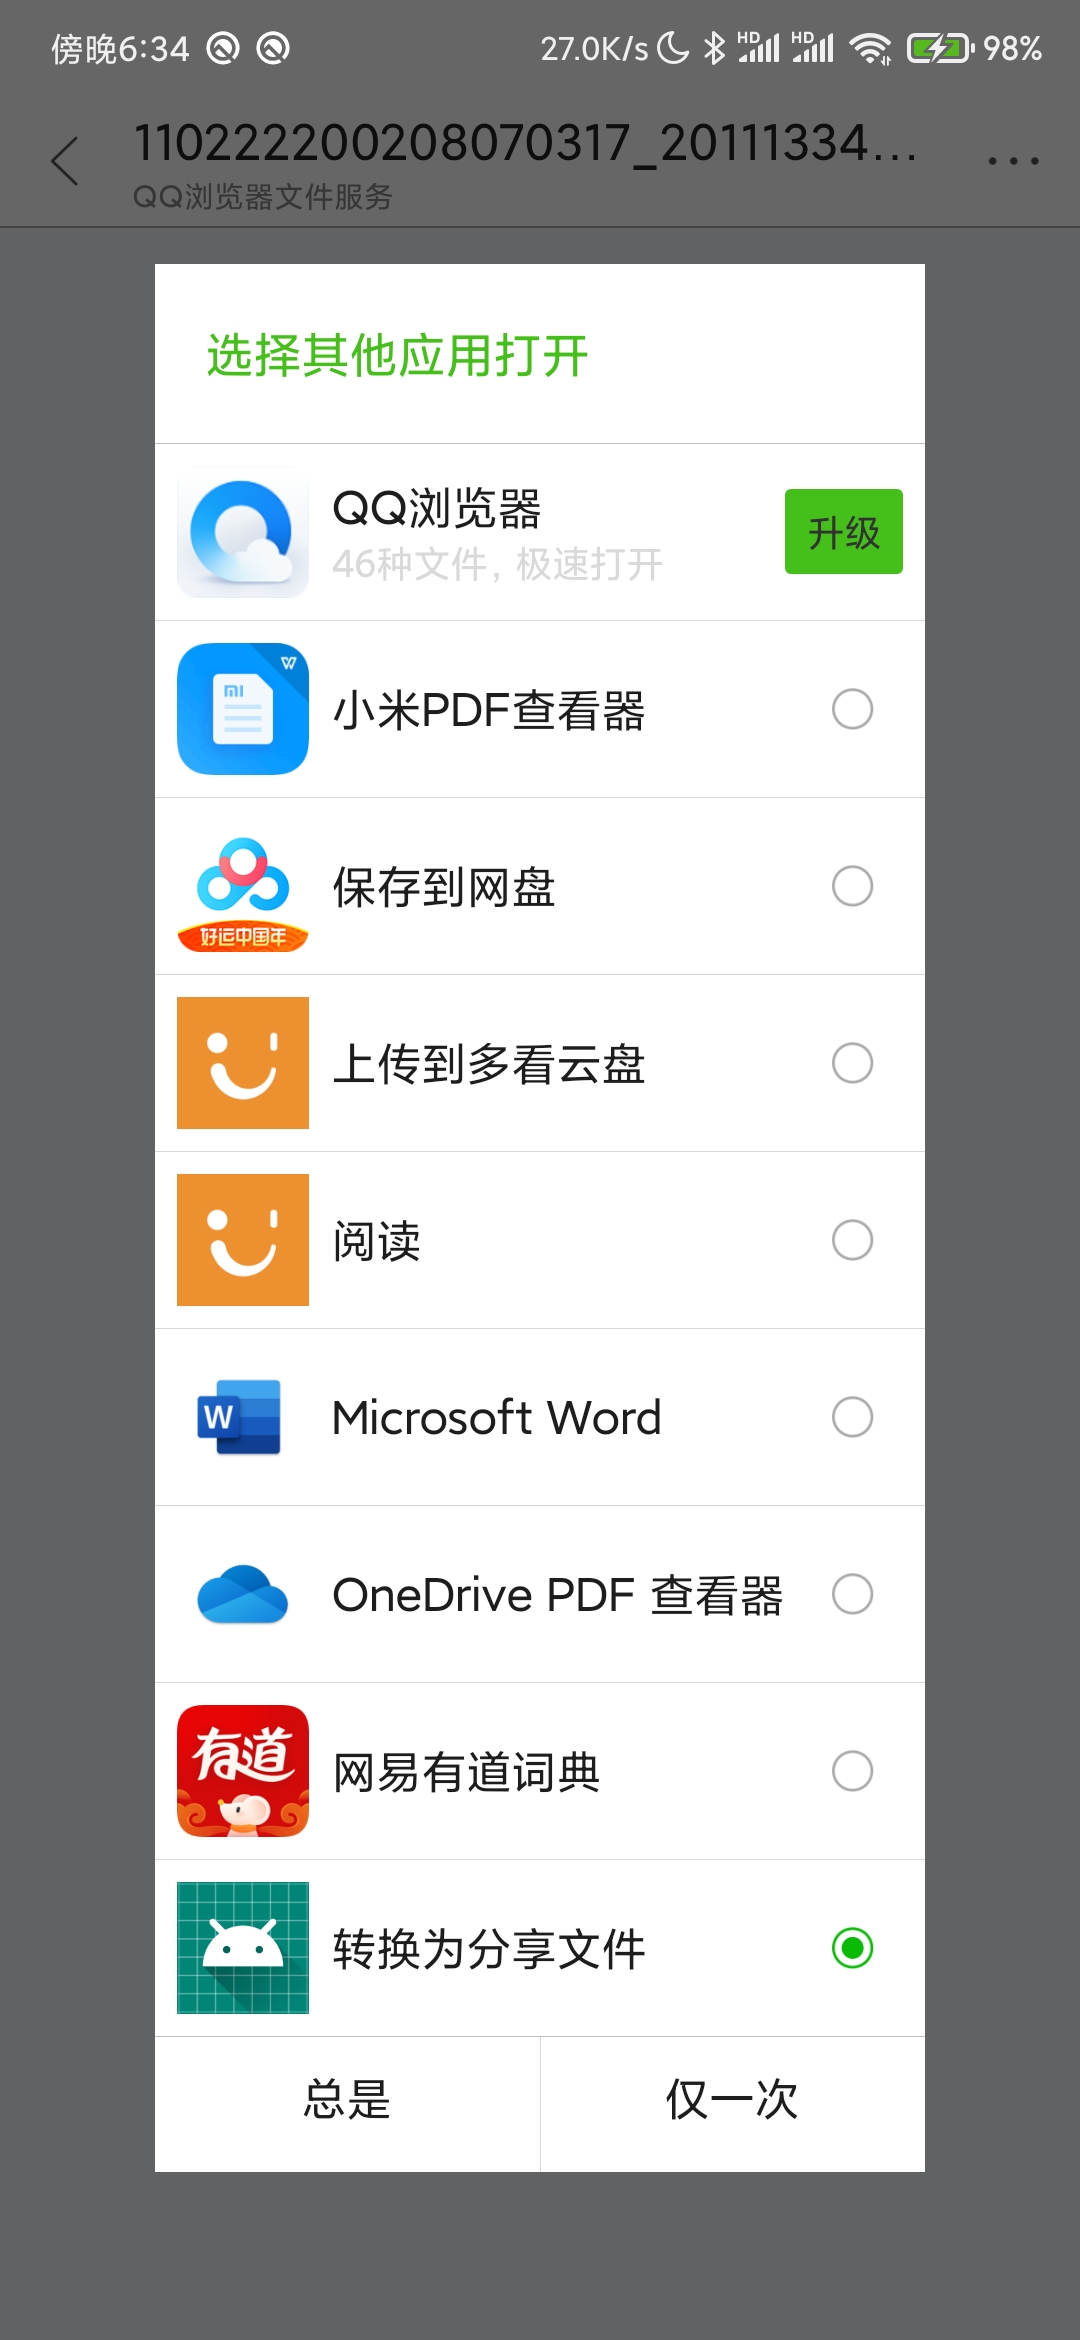 傍晚6:34 27.0K/s HD HD 98%
110222200208070317_20111334...
QQ浏览器文件服务
选择其他应用打开
QQ浏览器
46种文件,极速打开
升级
W
mi
小米PDF查看器
保存到网盘
好运中国年
上传到多看云盘
阅读
W
Microsoft Word
OneDrive PDF 查看器
有道
网易有道词典
转换为分享文件
总是
仅一次